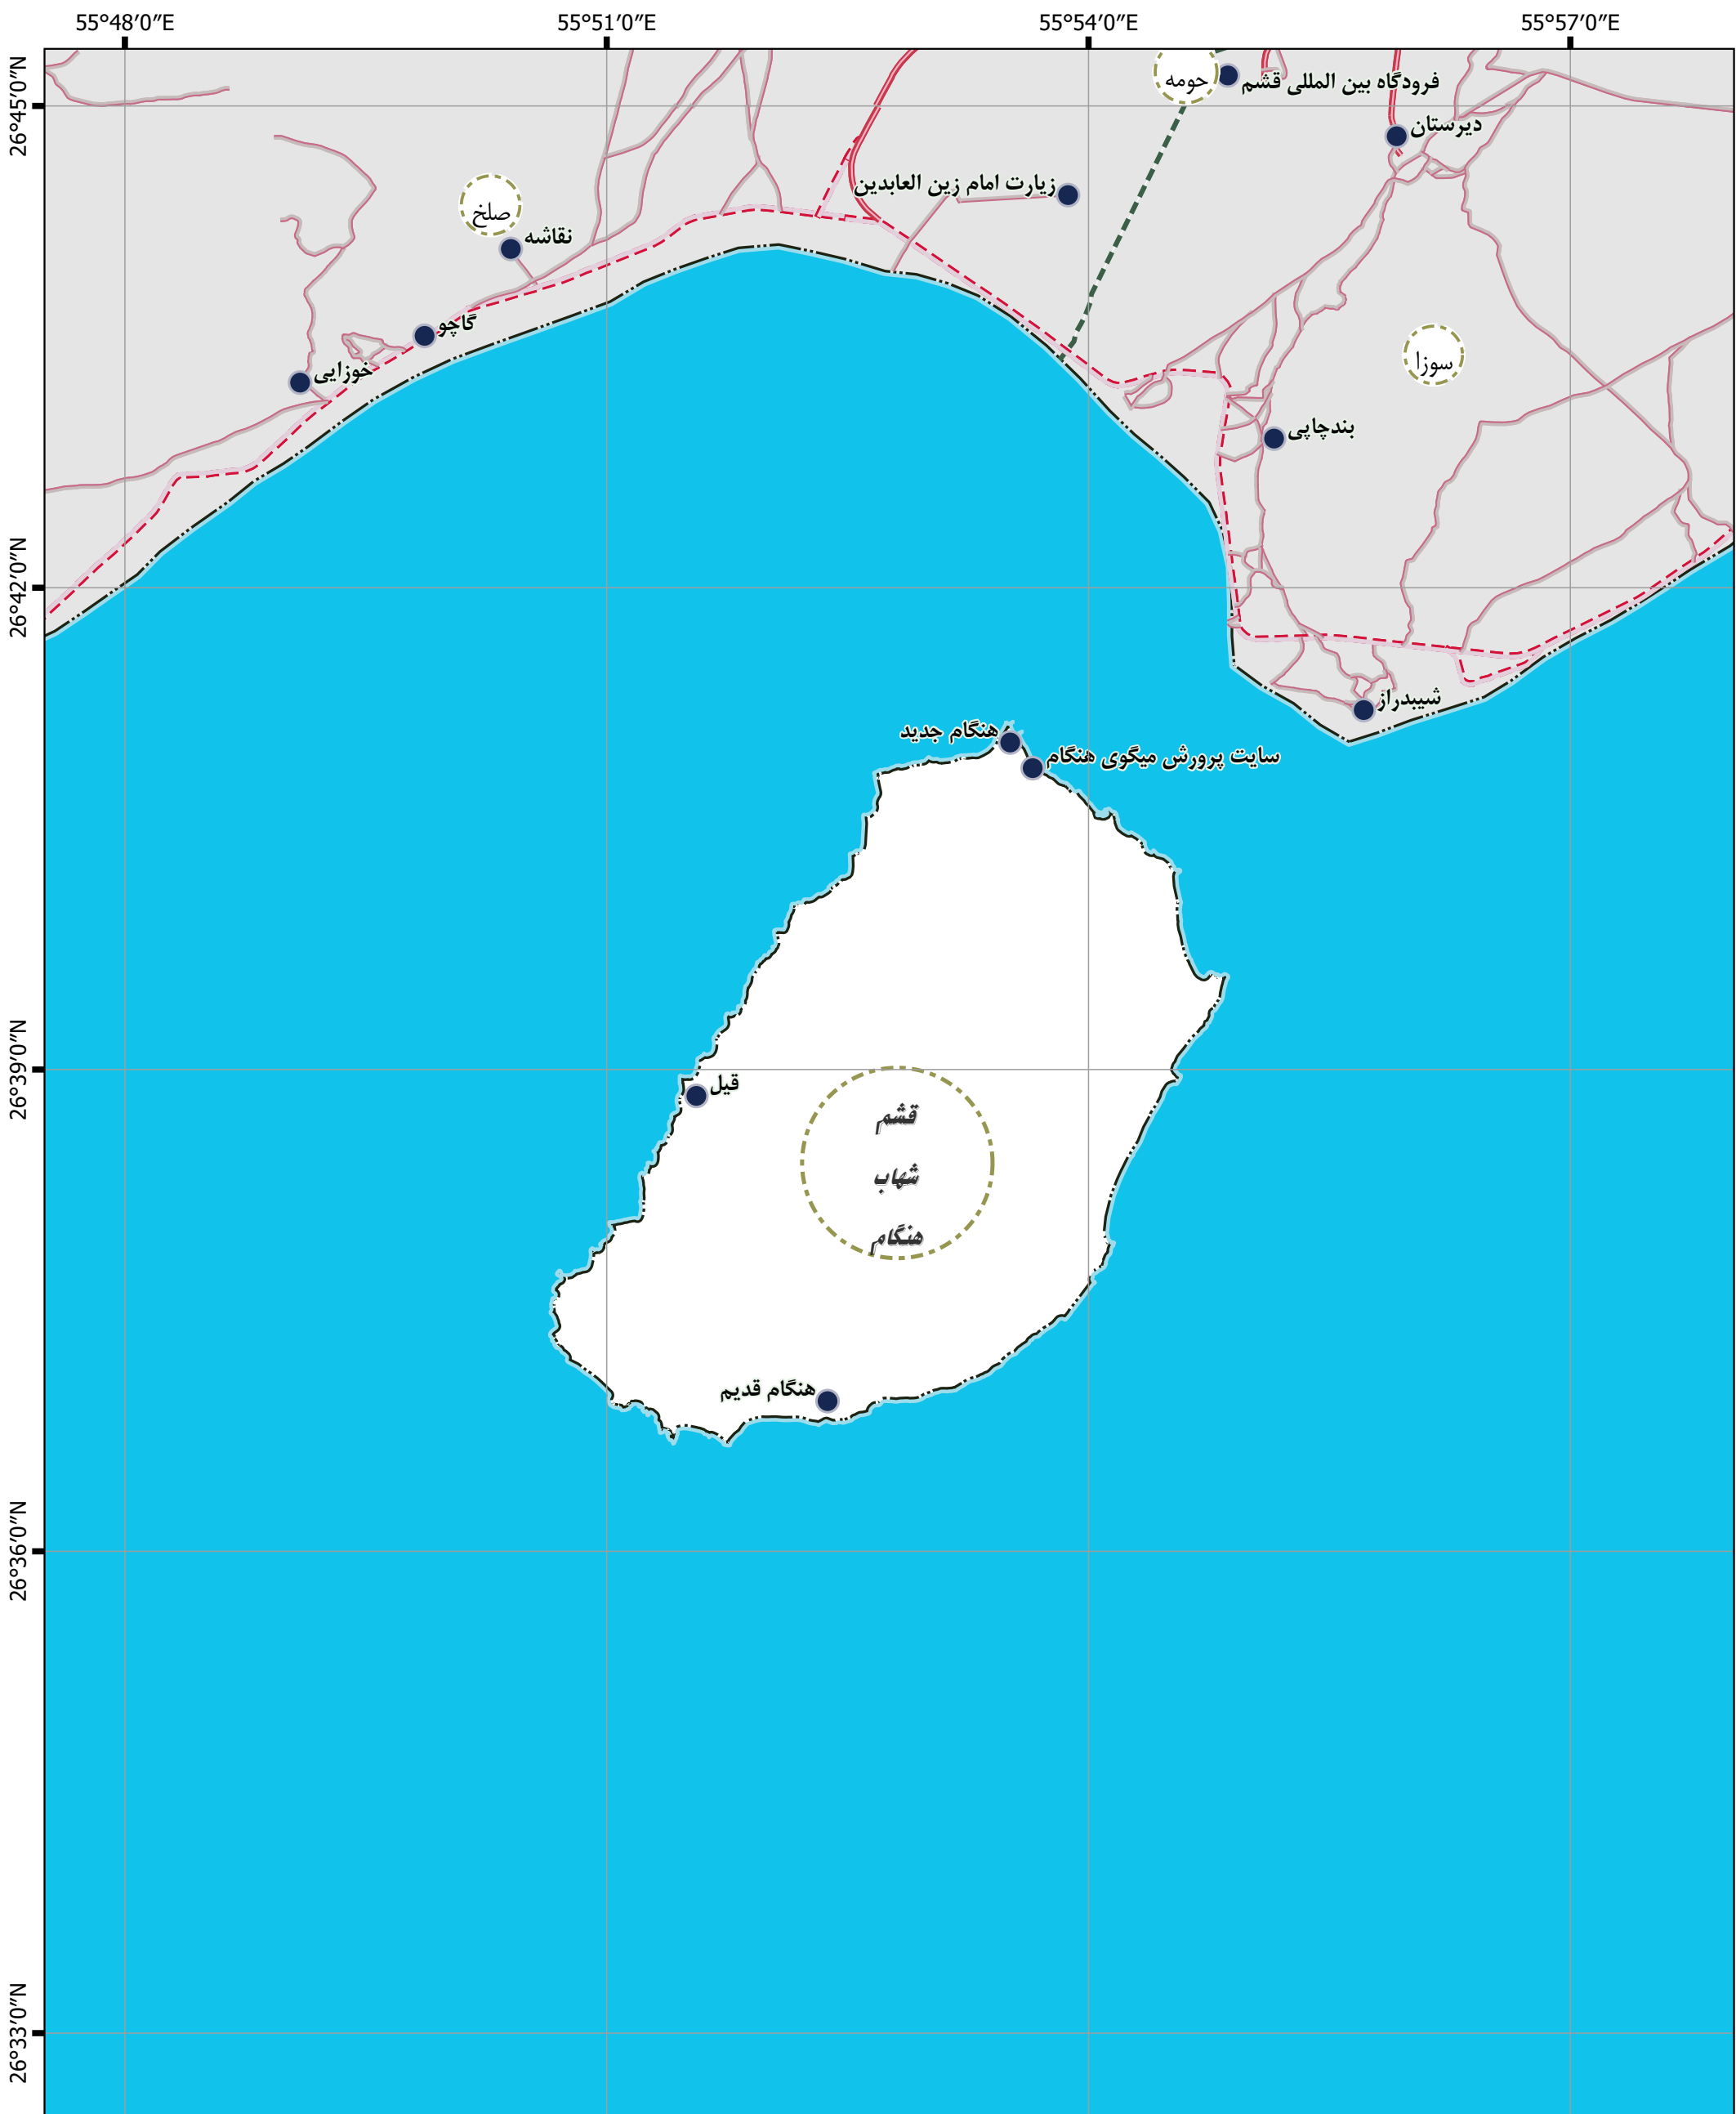 55°48′0″E
55°51′0″E
55°54′0″E
55°57′0″E
26°45′0″N
26°42′0″N
26°39′0″N
26°36′0″N
26°33′0″N
حومه
فرودگاه بین المللی قشم
دیرستان
زیارت امام زین العابدین
صلخ
نقاشه
گاچو
خوزایی
سوزا
بندچاپی
شیبدراز
هنگام جدید
سایت پرورش میگوی هنگام
قیل
قشم
شهاب
هنگام
هنگام قدیم